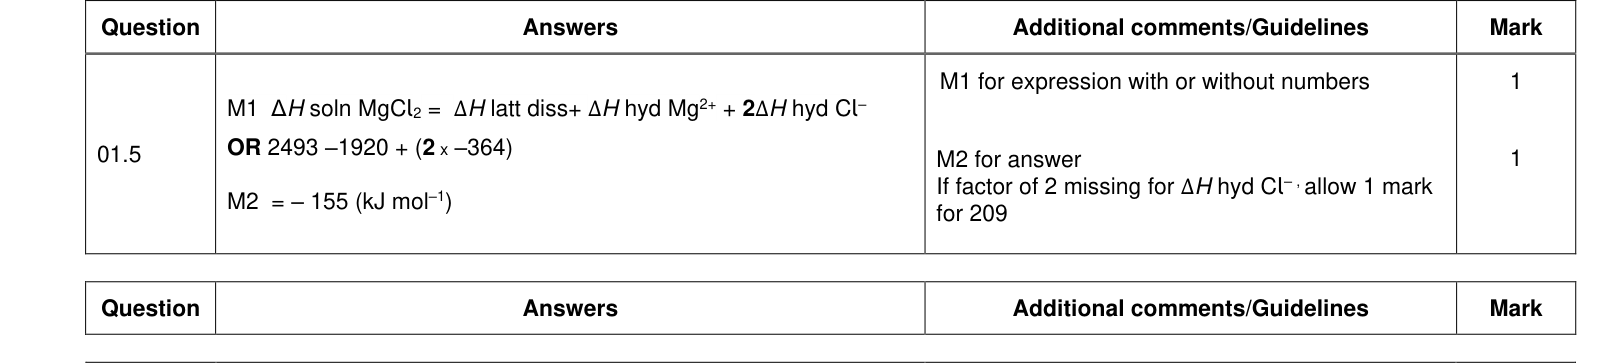 Question Answers Additional comments/Guidelines Mark
01.5
M1 ΔH soln MgCl₂ = ΔH latt diss+ ΔH hyd Mg²⁺ + 2ΔH hyd Cl⁻
OR 2493 –1920 + (2 x –364)
M2 = – 155 (kJ mol⁻¹)
M1 for expression with or without numbers
1
M2 for answer
1
If factor of 2 missing for ΔH hyd Cl⁻ , allow 1 mark
for 209
Question Answers Additional comments/Guidelines Mark